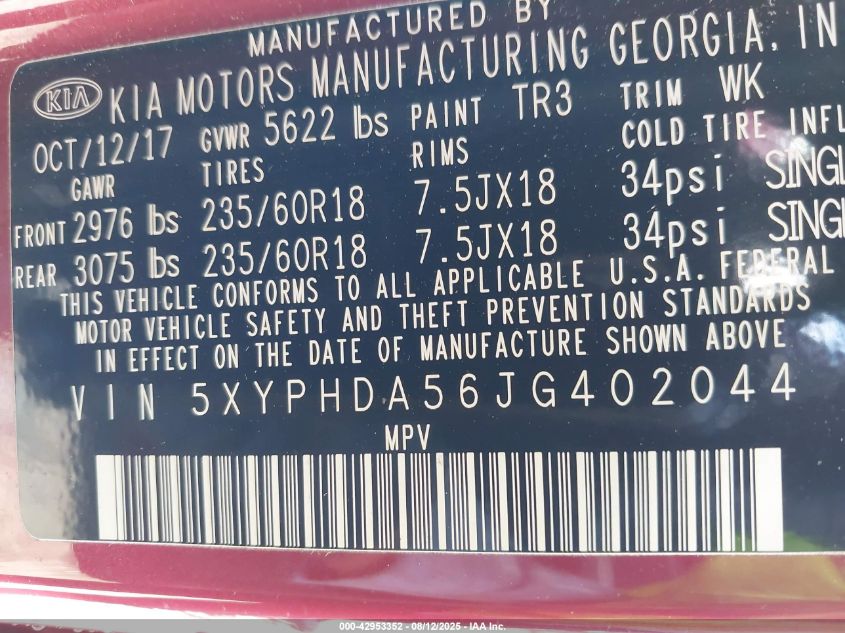 MANUFACTURED BY
KIA KIA MOTORS MANUFACTURING GEORGIA, IN
OCT/12/17 GVWR 5622 lbs PAINT TR3 TRIM WK
GAWR TIRES RIMS COLD TIRE INFL
FRONT 2976 lbs 235/60R18 7.5JX18 34psi SINGL
REAR 3075 lbs 235/60R18 7.5JX18 34psi SING
THIS VEHICLE CONFORMS TO ALL APPLICABLE U.S.A. FEDERAL
MOTOR VEHICLE SAFETY AND THEFT PREVENTION STANDARDS
IN EFFECT ON THE DATE OF MANUFACTURE SHOWN ABOVE
VIN 5XYPHDA56JG402044
MPV
000-42953352 - 08/12/2025 - IAA Inc.